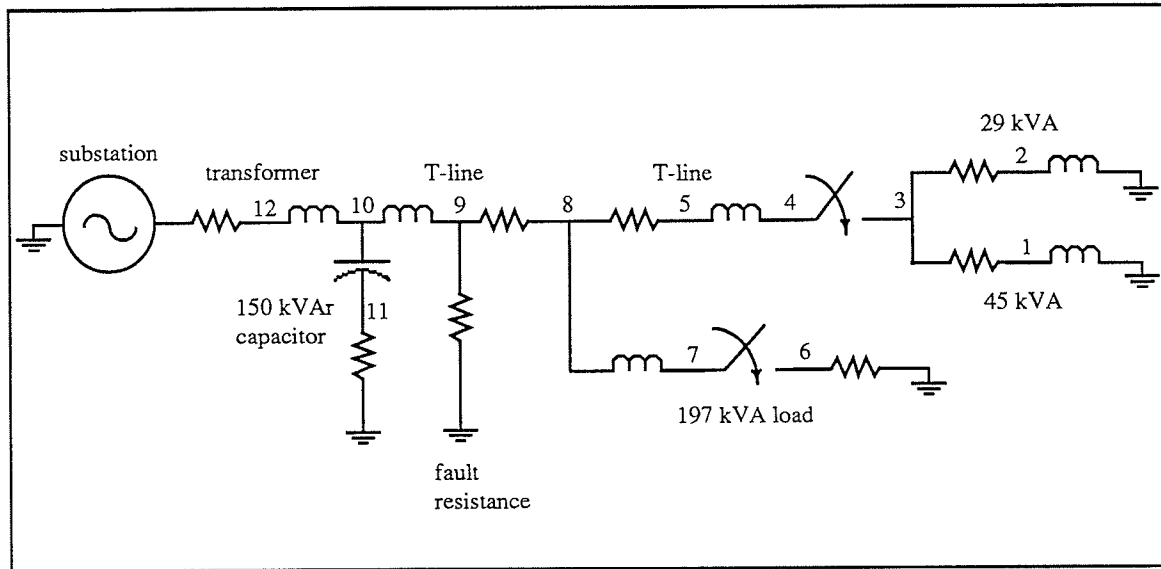 29 kVA
substation
transformer
T-line
T-line
2
12
10
9
8
5
4
3
1
150 kVAr
capacitor
11
45 kVA
7
6
197 kVA load
fault
resistance